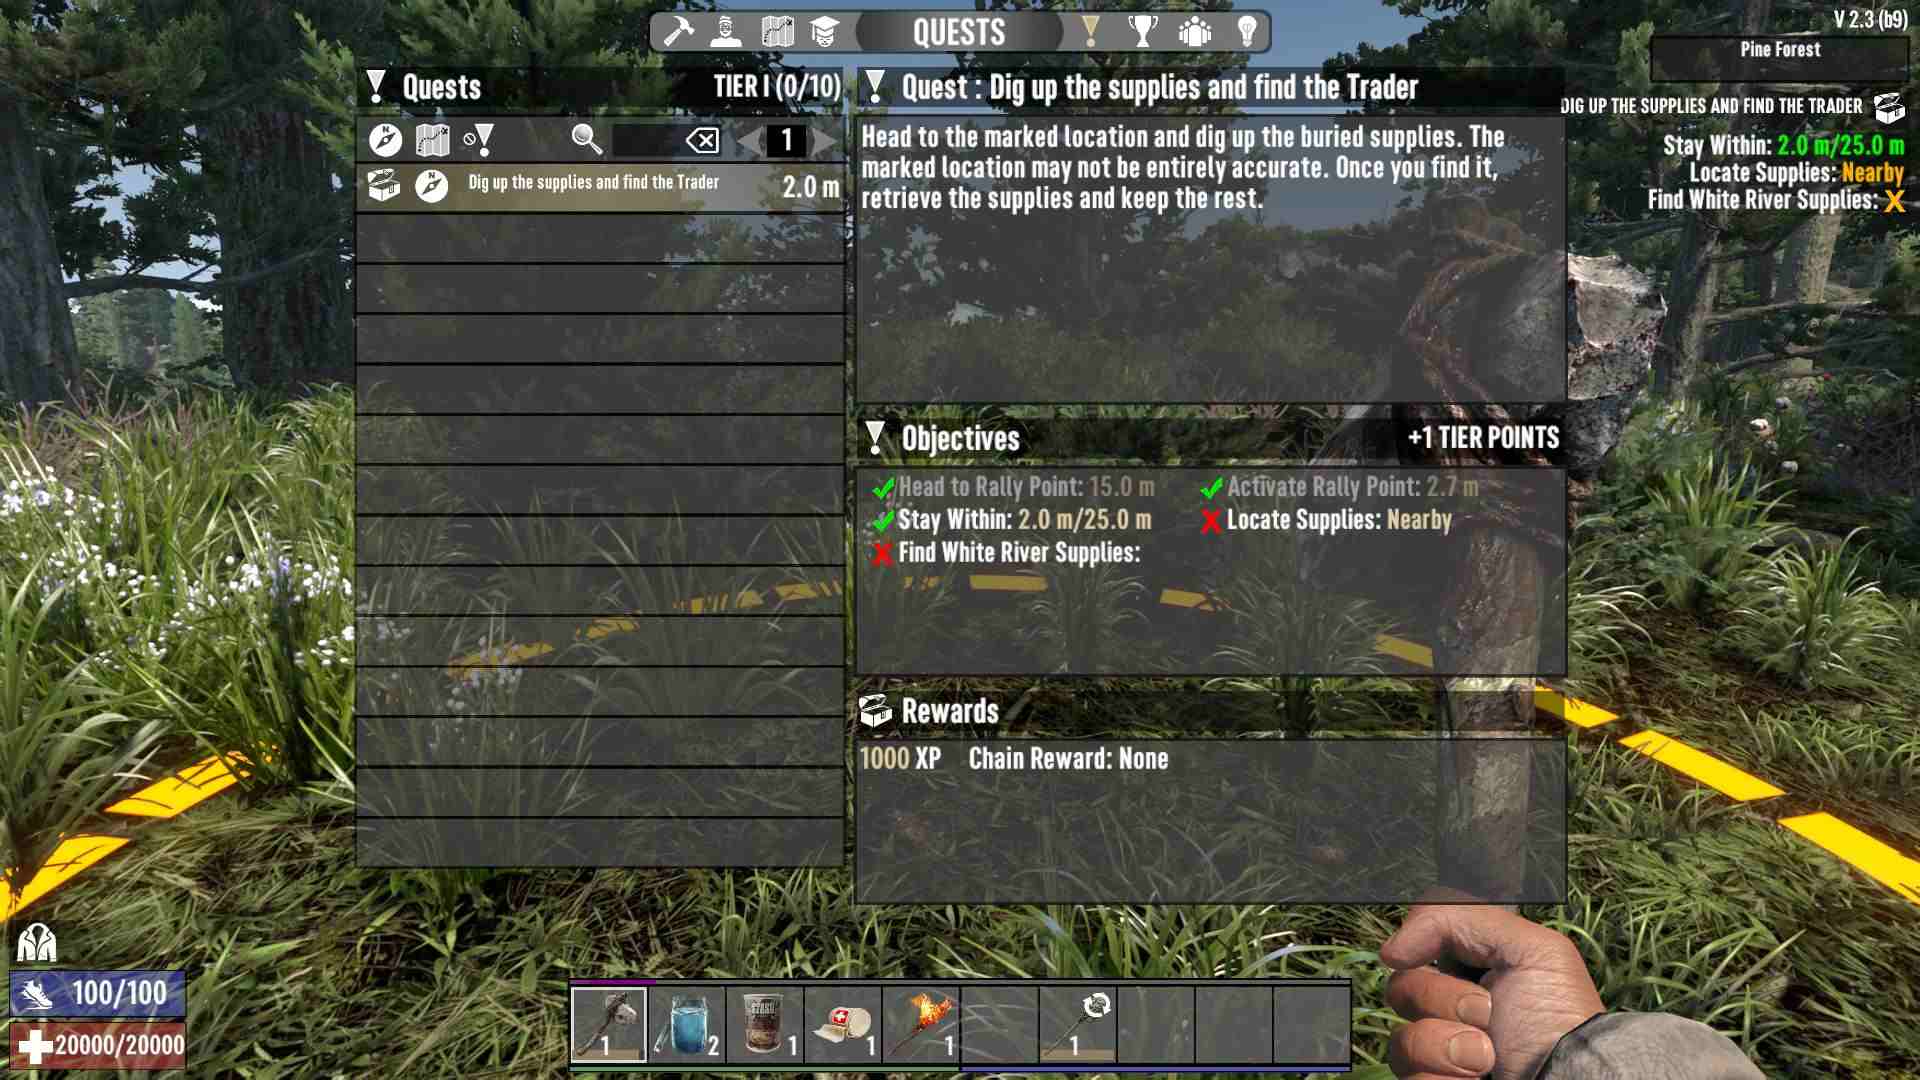 QUESTS
V 2.3 (b9)
Pine Forest
Quests
TIER I (0/10)
1
Dig up the supplies and find the Trader
2.0 m
Quest : Dig up the supplies and find the Trader
Head to the marked location and dig up the buried supplies. The
marked location may not be entirely accurate. Once you find it,
retrieve the supplies and keep the rest.
Objectives
+1 TIER POINTS
Head to Rally Point: 15.0 m
Activate Rally Point: 2.7 m
Stay Within: 2.0 m/25.0 m
Locate Supplies: Nearby
Find White River Supplies:
Rewards
1000 XP
Chain Reward: None
DIG UP THE SUPPLIES AND FIND THE TRADER
Stay Within: 2.0 m/25.0 m
Locate Supplies: Nearby
Find White River Supplies: X
100/100
20000/20000
1
2
1
1
1
1